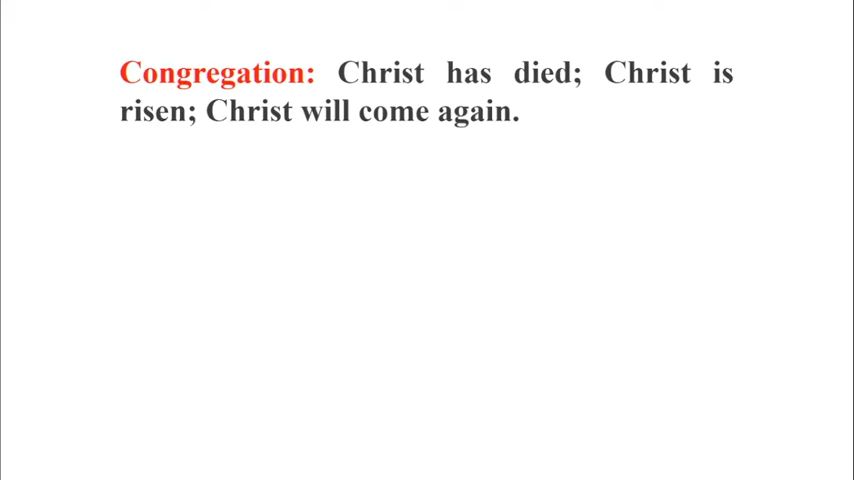 Congregation: Christ has died; Christ is
risen; Christ will come again.